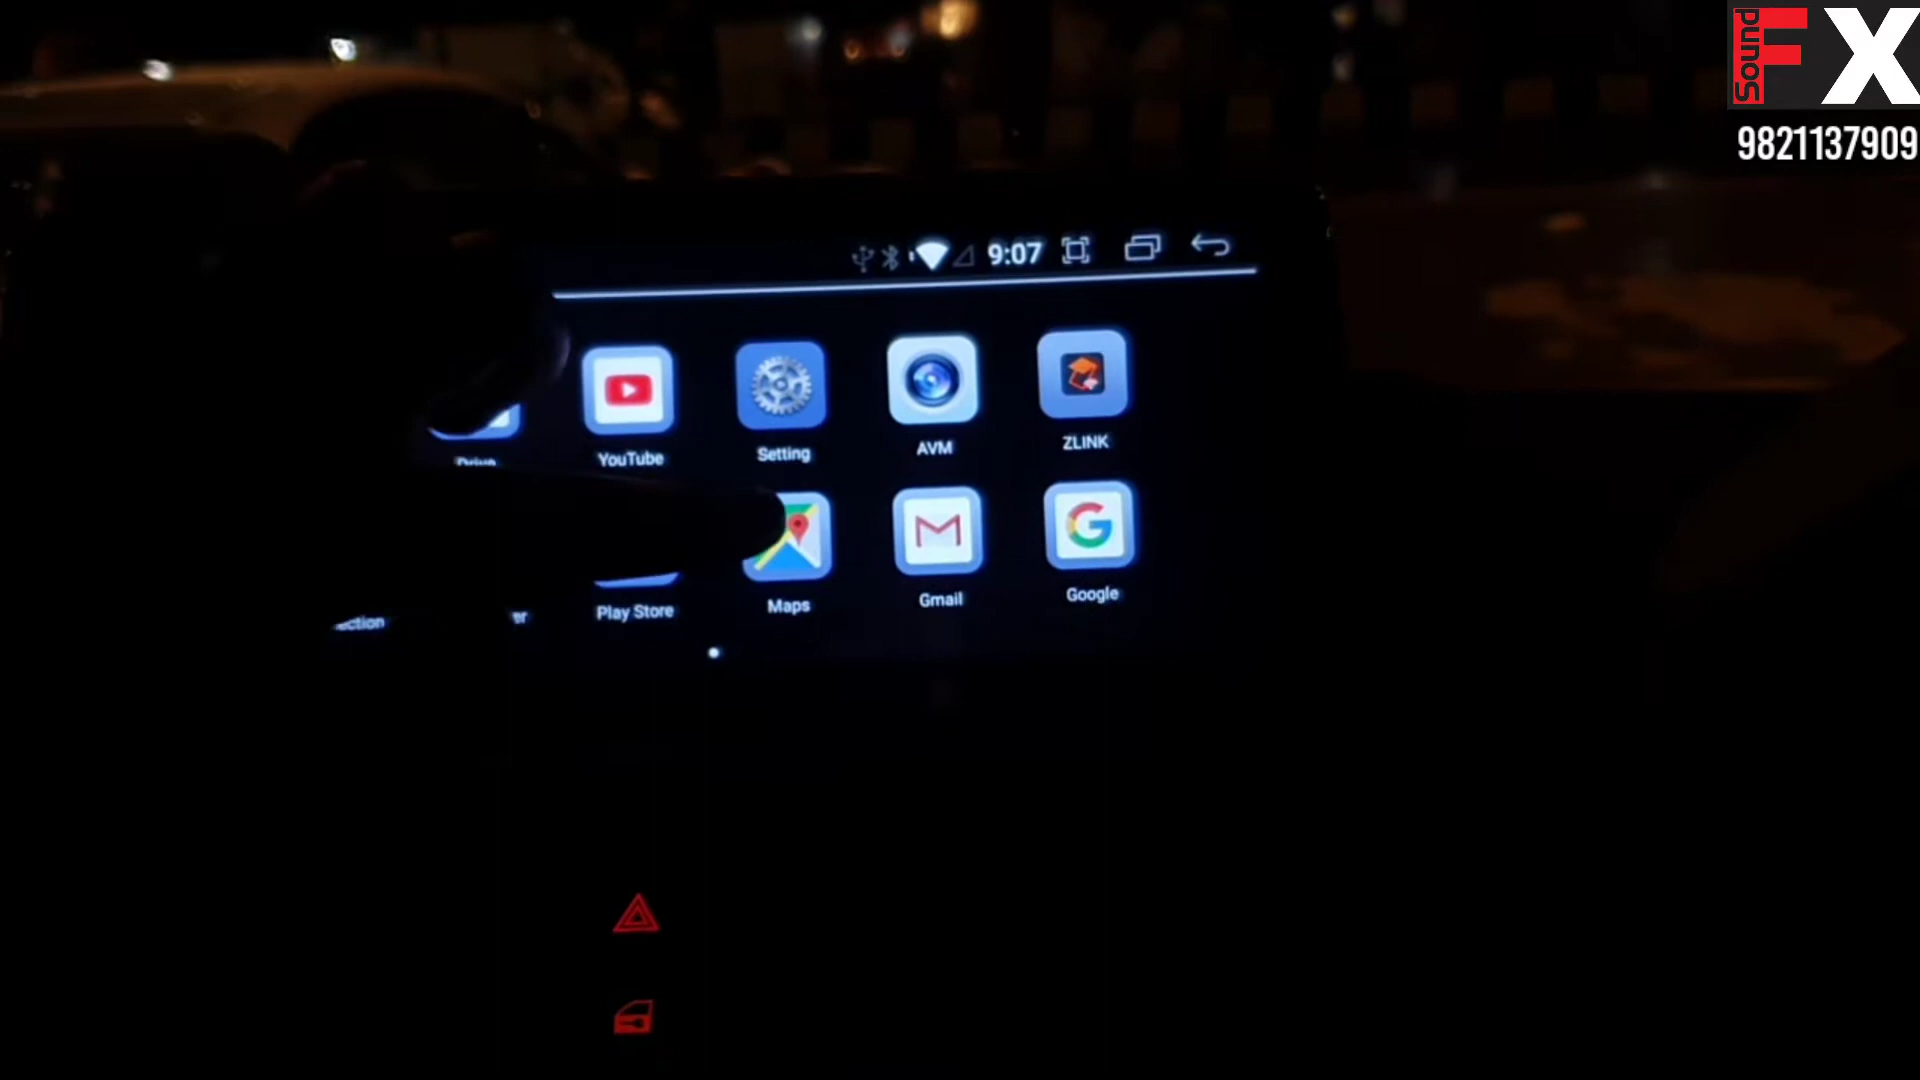 Sound FX
9821137909
9:07
YouTube
Setting
AVM
ZLINK
Play Store
Maps
Gmail
Google